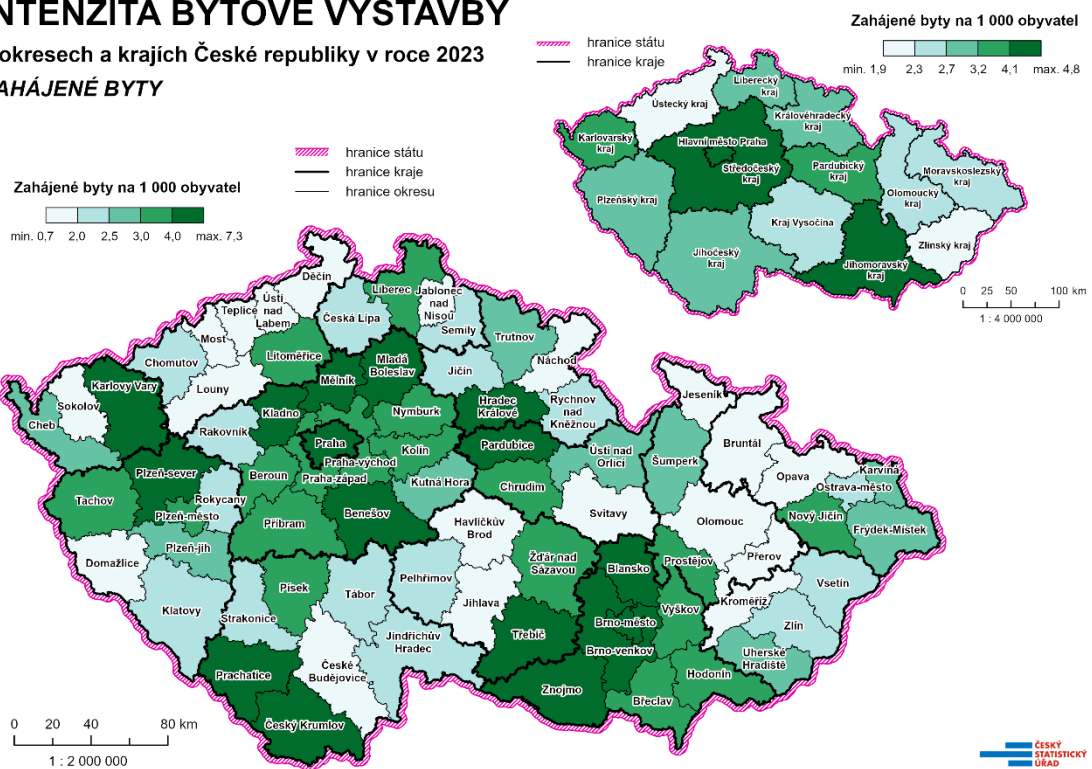 NTENZITA BYTOVÉ VÝSTAVBY
okresech a krajích České republiky v roce 2023
AHÁJENÉ BYTY
hranice státu
hranice kraje
Zahájené byty na 1 000 obyvatel
min. 1,9 2,3 2,7 3,2 4,1 max. 4,8
Ústecký kraj
Liberecký
kraj
Královéhradecký
kraj
Karlovarský
kraj
Hlavní město Praha
Středočeský
kraj
Pardubický
kraj
Moravskoslezský
kraj
Olomoucký
kraj
Plzeňský kraj
Kraj Vysočina
Zlínský kraj
Jihočeský
kraj
Jihomoravský
kraj
0 25 50 100 km
1 : 4 000 000
hranice státu
hranice kraje
hranice okresu
Zahájené byty na 1 000 obyvatel
min. 0,7 2,0 2,5 3,0 4,0 max. 7,3
Děčín
Liberec
Jablonec
nad
Nisou
Ústí
nad
Labem
Teplice
Česká Lípa
Semily
Trutnov
Most
Litoměřice
Mladá
Boleslav
Náchod
Chomutov
Jičín
Louny
Mělník
Karlovy Vary
Sokolov
Cheb
Kladno
Nymburk
Hradec
Králové
Rychnov
nad
Kněžnou
Jeseník
Rakovník
Praha
Kolín
Pardubice
Ústí nad
Orlicí
Šumperk
Bruntál
Praha-východ
Praha-západ
Beroun
Kutná Hora
Chrudim
Opava
Karviná
Ostrava-město
Plzeň-sever
Rokycany
Tachov
Plzeň-město
Příbram
Benešov
Havlíčkův
Brod
Svitavy
Olomouc
Nový Jičín
Frýdek-Místek
Plzeň-jih
Domažlice
Žďár nad
Sázavou
Blansko
Prostějov
Přerov
Vsetín
Klatovy
Písek
Tábor
Pelhřimov
Jihlava
Strakonice
Kroměříž
Vyškov
Brno-město
Zlín
Třebíč
Jindřichův
Hradec
Brno-venkov
Uherské
Hradiště
České
Budějovice
Prachatice
Hodonín
Znojmo
Břeclav
Český Krumlov
0 20 40 80 km
1 : 2 000 000
ČESKÝ
STATISTICKÝ
ÚŘAD